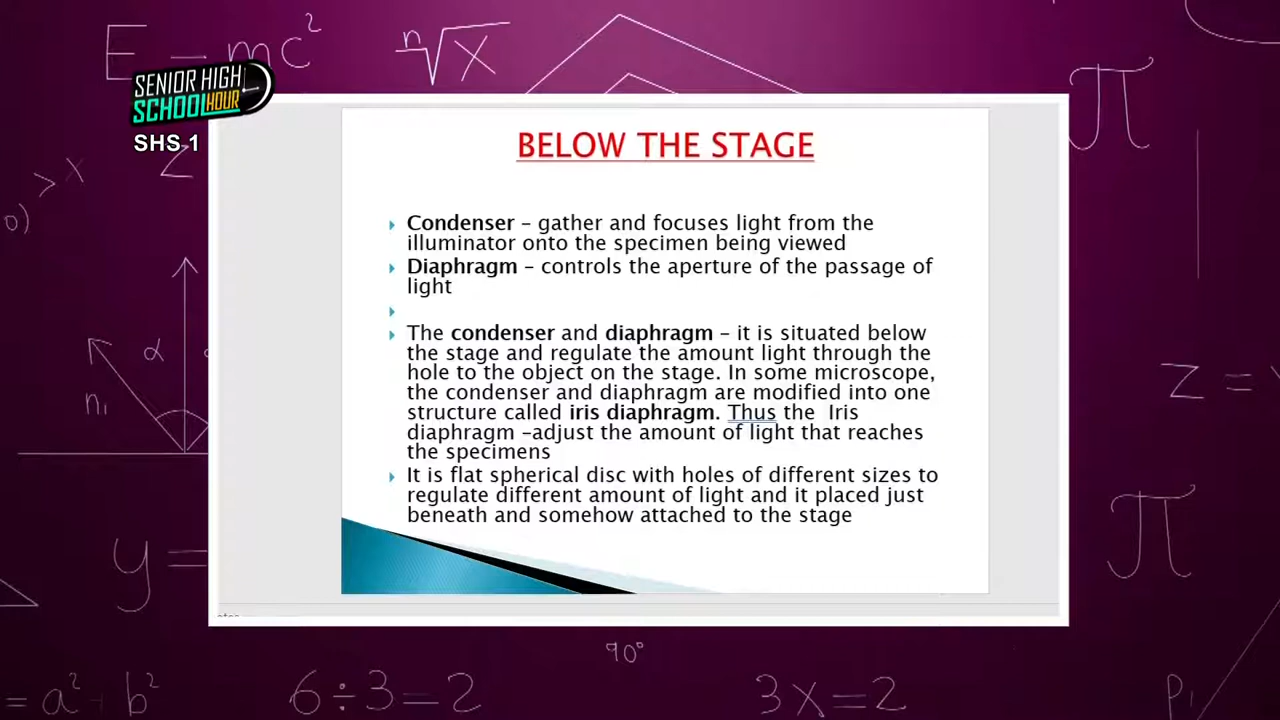 E = mc²
ⁿ√X
SENIOR HIGH
SCHOOL HOUR
SHS 1
π
z
> x
0)
BELOW THE STAGE
Condenser – gather and focuses light from the
illuminator onto the specimen being viewed
Diaphragm – controls the aperture of the passage of
light
The condenser and diaphragm – it is situated below
the stage and regulate the amount light through the
hole to the object on the stage. In some microscope,
the condenser and diaphragm are modified into one
structure called iris diaphragm. Thus the  Iris
diaphragm –adjust the amount of light that reaches
the specimens
It is flat spherical disc with holes of different sizes to
regulate different amount of light and it placed just
beneath and somehow attached to the stage
α
n₁
z =
y =
π
90°
= a² + b²
6÷3=2
3x=2
P₁